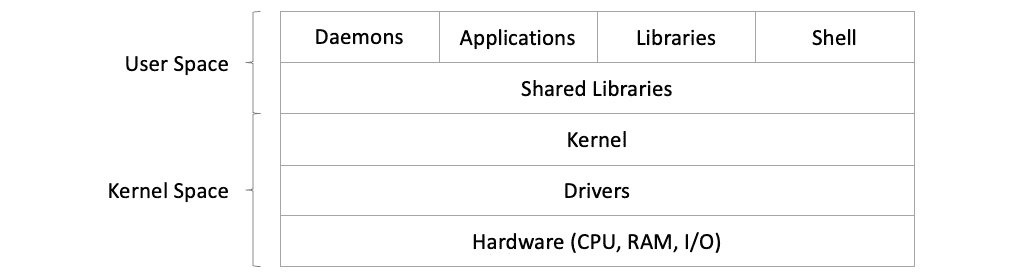 Daemons
Applications
Libraries
Shell
User Space
Shared Libraries
Kernel
Kernel Space
Drivers
Hardware (CPU, RAM, I/O)